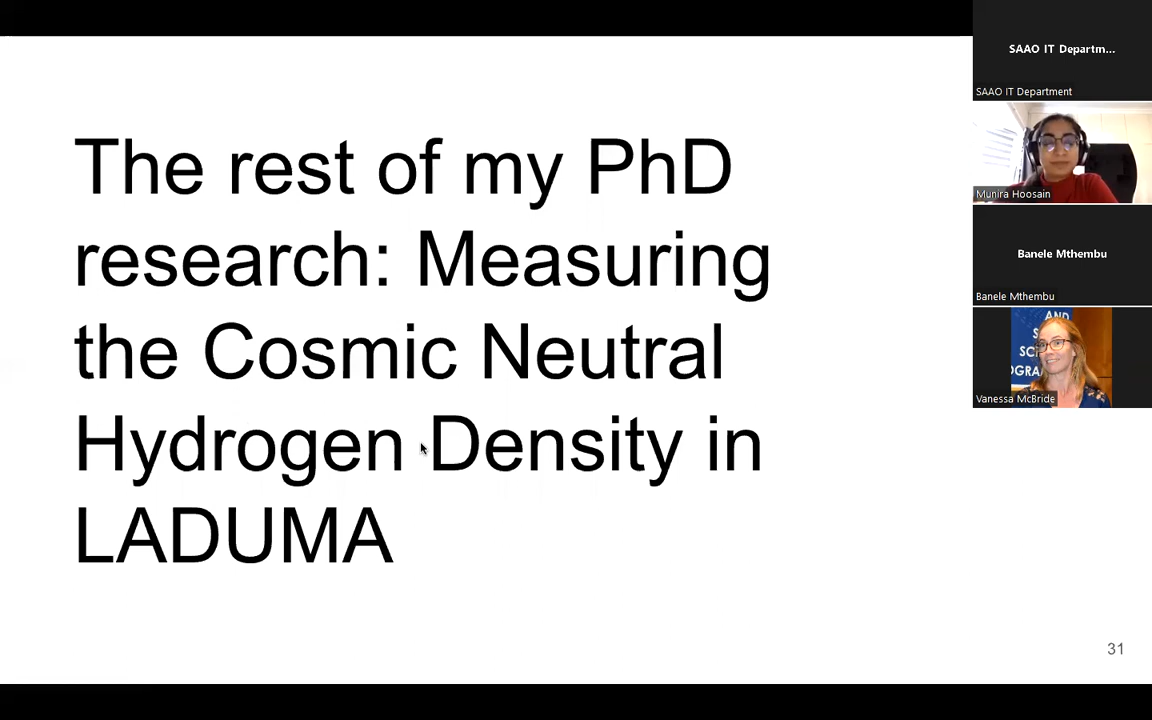 The rest of my PhD
research: Measuring
the Cosmic Neutral
Hydrogen Density in
LADUMA
31
SAAO IT Departm...
SAAO IT Department
Munira Hoosain
Banele Mthembu
Banele Mthembu
AND
Vanessa McBride